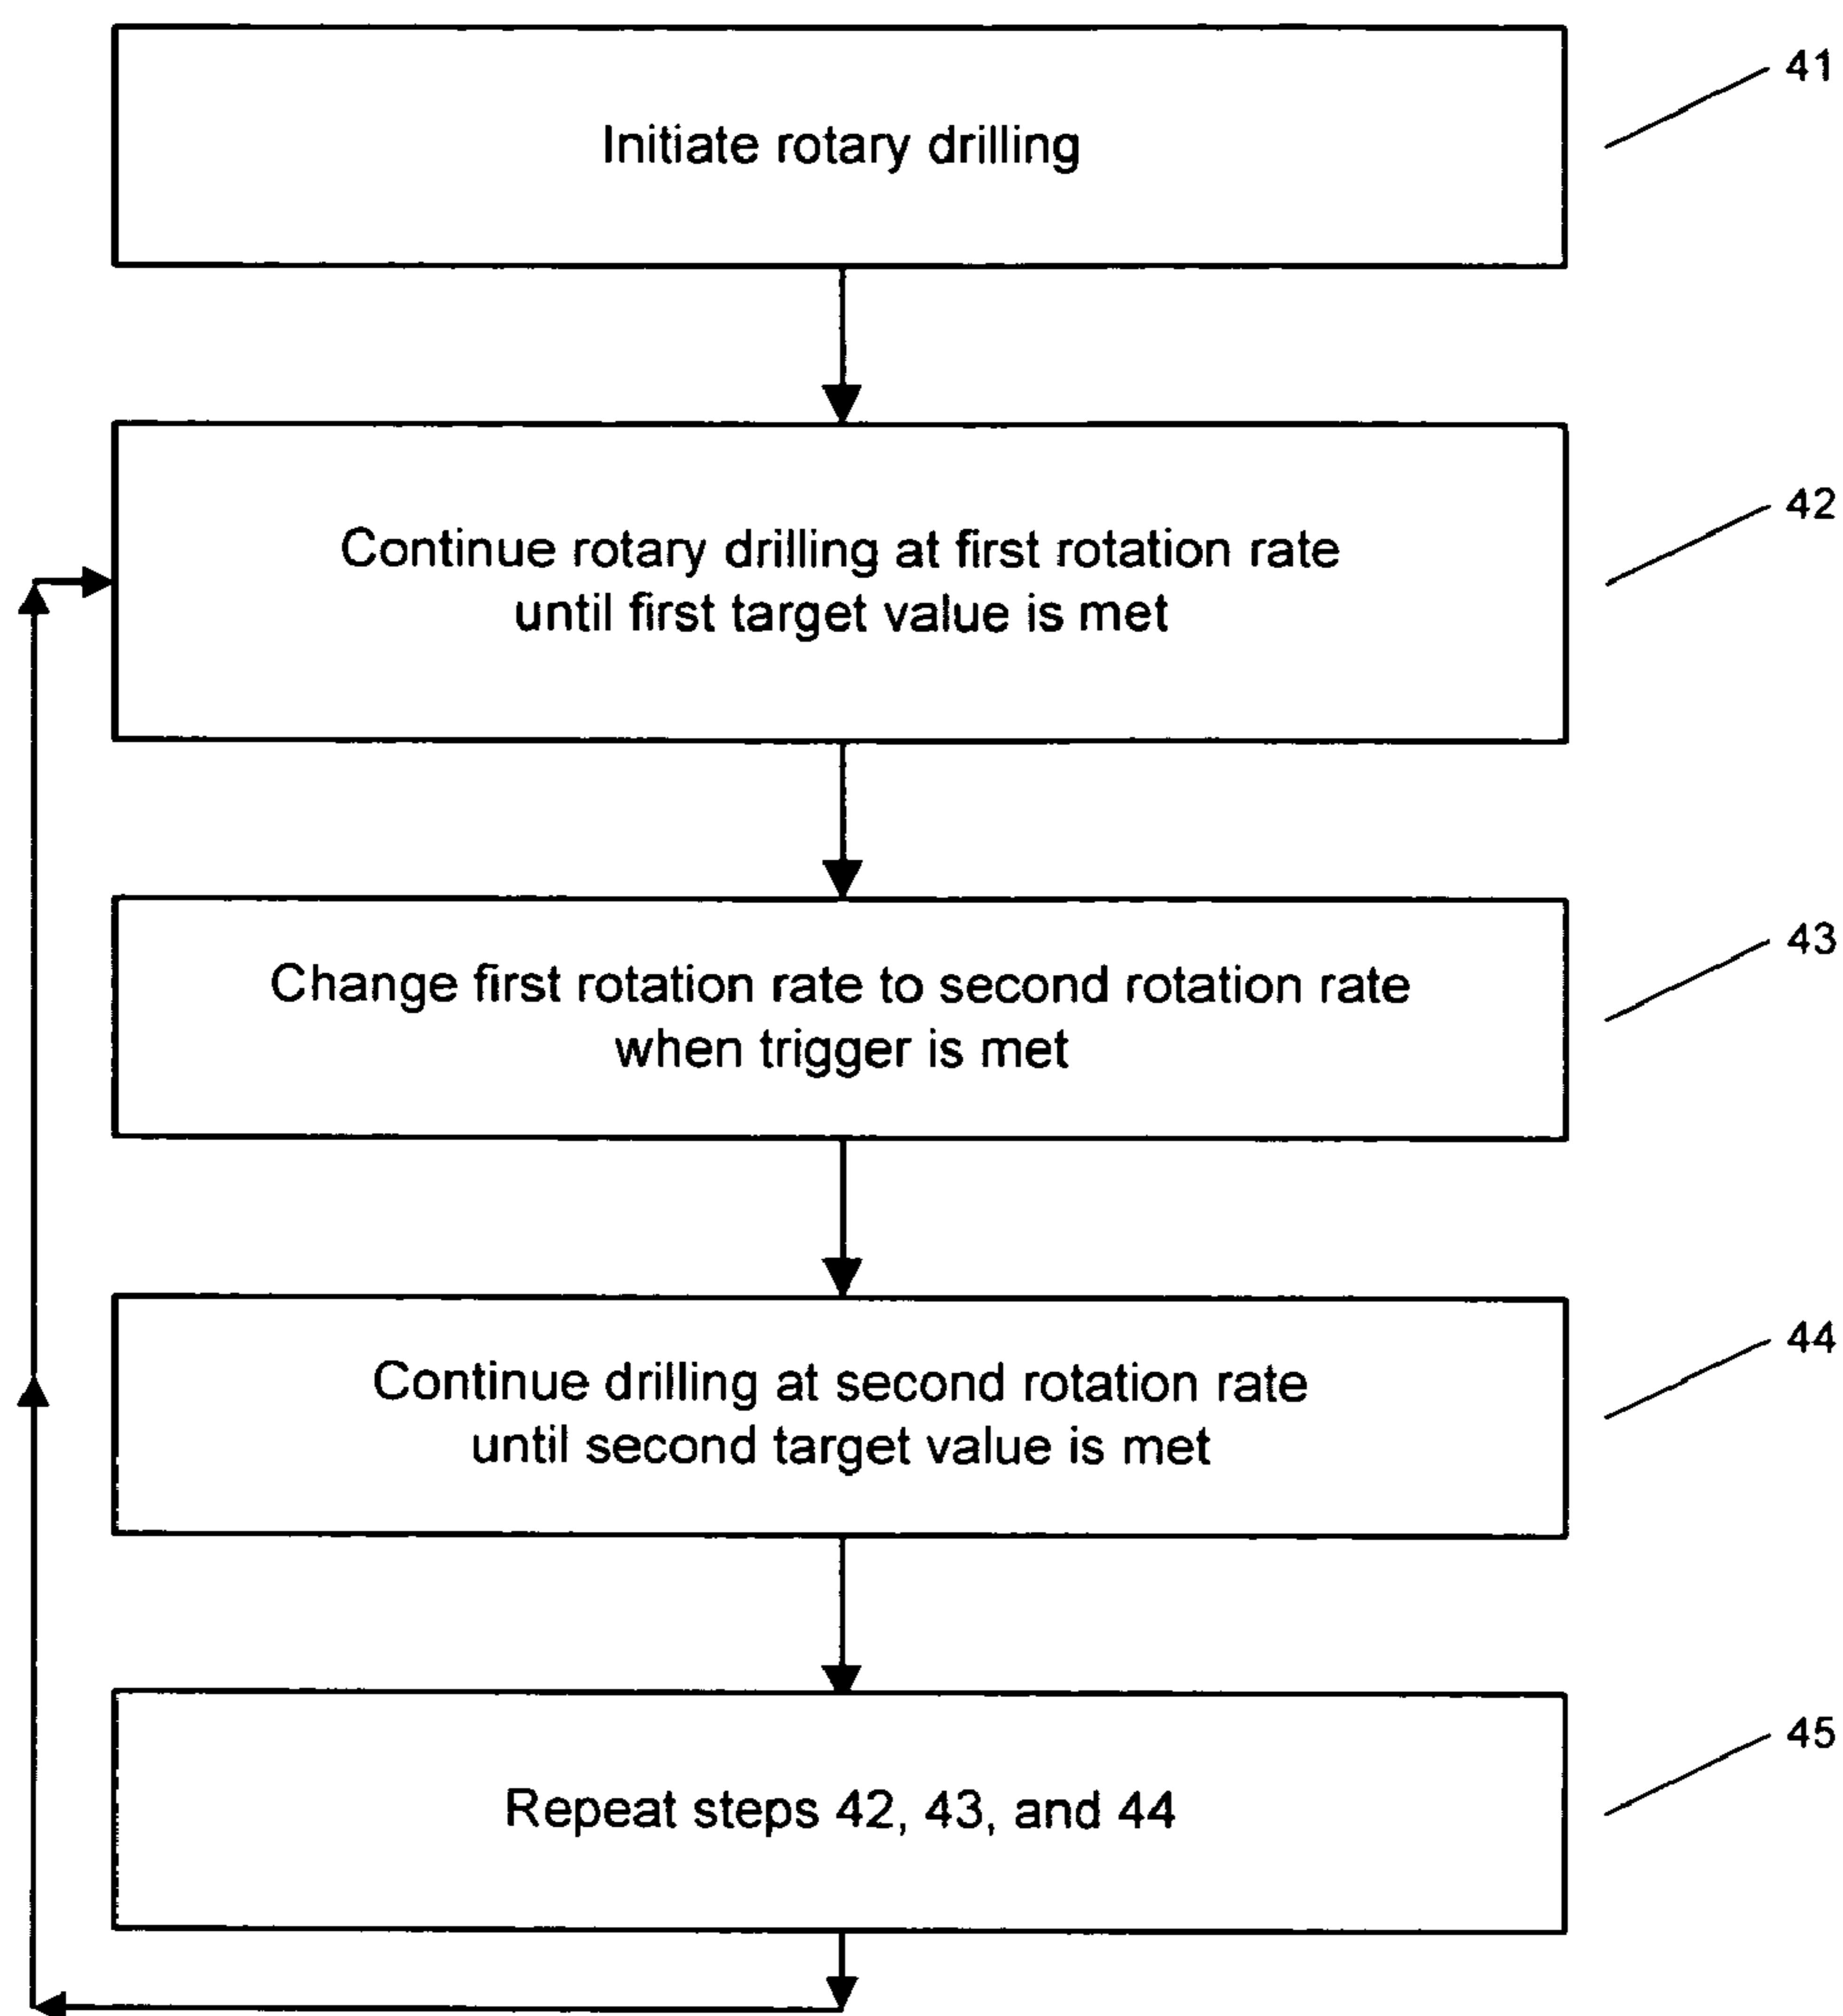 Initiate rotary drilling
41
Continue rotary drilling at first rotation rate
until first target value is met
42
Change first rotation rate to second rotation rate
when trigger is met
43
Continue drilling at second rotation rate
until second target value is met
44
Repeat steps 42, 43, and 44
45